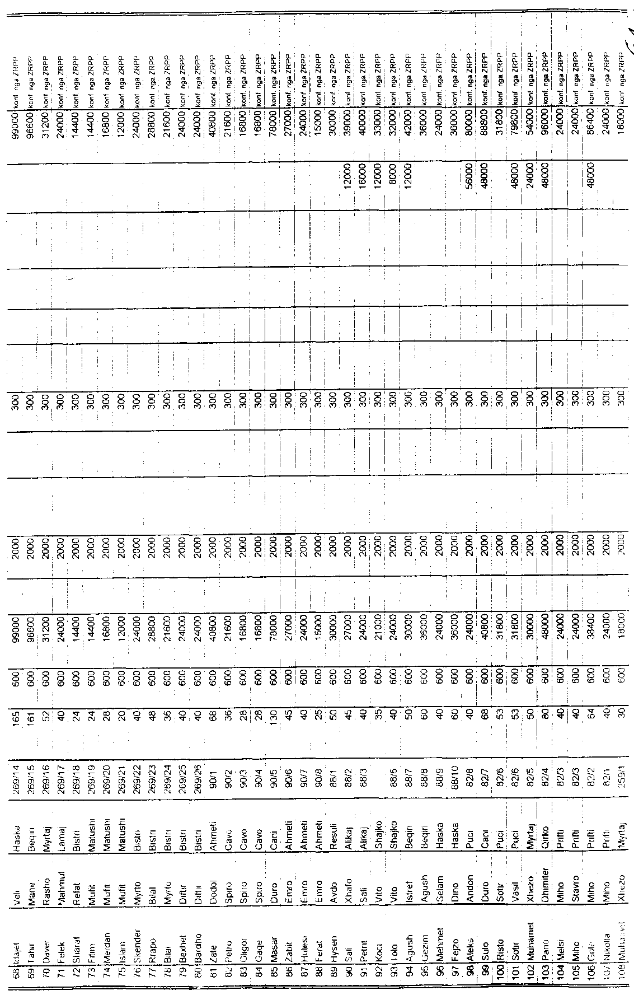 68 Idajet Veli Haska 269/14 165 600 99000 2000 300 99000 konf. nga ZRPP
69 Tahir Mane Beqiri 269/15 161 600 96600 2000 300 96600 konf. nga ZRPP
70 Daver Rasho Myrtaj 269/16 52 600 31200 2000 300 31200 konf. nga ZRPP
71 Felek Mahmut Lamaj 269/17 40 600 24000 2000 300 24000 konf. nga ZRPP
72 Sharaf Refat Bistri 269/18 24 600 14400 2000 300 14400 konf. nga ZRPP
73 Fitim Mufit Matushi 269/19 24 600 14400 2000 300 14400 konf. nga ZRPP
74 Merdan Mufit Matushi 269/20 28 600 16800 2000 300 16800 konf. nga ZRPP
75 Islam Mufit Matushi 269/21 20 600 12000 2000 300 12000 konf. nga ZRPP
76 Skender Myrto Bistri 269/22 40 600 24000 2000 300 24000 konf. nga ZRPP
77 Rrapo Bilal Bistri 269/23 48 600 28800 2000 300 28800 konf. nga ZRPP
78 Bilal Myrto Bistri 269/24 36 600 21600 2000 300 21600 konf. nga ZRPP
79 Bexhet Diftir Bistri 269/25 40 600 24000 2000 300 24000 konf. nga ZRPP
80 Bardho Diftir Bistri 269/26 40 600 24000 2000 300 24000 konf. nga ZRPP
81 Zate Dodol Ahmeti 90/1 68 600 40800 2000 300 40800 konf. nga ZRPP
82 Petro Spiro Cavo 90/2 36 600 21600 2000 300 21600 konf. nga ZRPP
83 Gligor Spiro Cavo 90/3 28 600 16800 2000 300 16800 konf. nga ZRPP
84 Gaqe Spiro Cavo 90/4 28 600 16800 2000 300 16800 konf. nga ZRPP
85 Masar Duro Cani 90/5 130 600 78000 2000 300 78000 konf. nga ZRPP
86 Zabit Emro Ahmeti 90/6 45 600 27000 2000 300 27000 konf. nga ZRPP
87 Hulesi Emro Ahmeti 90/7 40 600 24000 2000 300 24000 konf. nga ZRPP
88 Ferat Emro Ahmeti 90/8 25 600 15000 2000 300 15000 konf. nga ZRPP
89 Hysen Avdo Resuli 88/1 50 600 30000 2000 300 30000 konf. nga ZRPP
90 Sali Xhafo Alikaj 88/2 45 600 27000 2000 300 12000 39000 konf. nga ZRPP
91 Petrit Sali Alikaj 88/3 40 600 24000 2000 300 16000 40000 konf. nga ZRPP
92 Koci Vito Shajko 35 600 21000 2000 300 12000 33000 konf. nga ZRPP
93 Tolo Vito Shajko 88/6 40 600 24000 2000 300 8000 32000 konf. nga ZRPP
94 Agush Istref Beqiri 88/7 50 600 30000 2000 300 12000 42000 konf. nga ZRPP
95 Gezim Agush Beqiri 88/8 60 600 36000 2000 300 36000 konf. nga ZRPP
96 Mehmet Selam Haska 88/9 40 600 24000 2000 300 24000 konf. nga ZRPP
97 Fejzo Dino Haska 88/10 60 600 36000 2000 300 36000 konf. nga ZRPP
98 Aleks Andon Puci 82/8 40 600 24000 2000 300 56000 80000 konf. nga ZRPP
99 Sulo Duro Cani 82/7 68 600 40800 2000 300 48000 88800 konf. nga ZRPP
100 Risto Sotir Puci 82/6 53 600 31800 2000 300 31800 konf. nga ZRPP
101 Sotir Vasil Puci 82/6 53 600 31800 2000 300 48000 79800 konf. nga ZRPP
102 Muhamet Xhezo Myrtaj 82/5 50 600 30000 2000 300 24000 54000 konf. nga ZRPP
103 Pano Dhimiter Qirko 82/4 80 600 48000 2000 300 48000 96000 konf. nga ZRPP
104 Melsi Miho Prifti 82/3 40 600 24000 2000 300 24000 konf. nga ZRPP
105 Miho Stavro Prifti 82/3 40 600 24000 2000 300 24000 konf. nga ZRPP
106 Gole Miho Prifti 82/2 64 600 38400 2000 300 48000 86400 konf. nga ZRPP
107 Nikolla Miho Prifti 82/1 40 600 24000 2000 300 24000 konf. nga ZRPP
108 Muhamet Xhezo Myrtaj 259/1 30 600 18000 2000 300 18000 konf. nga ZRPP